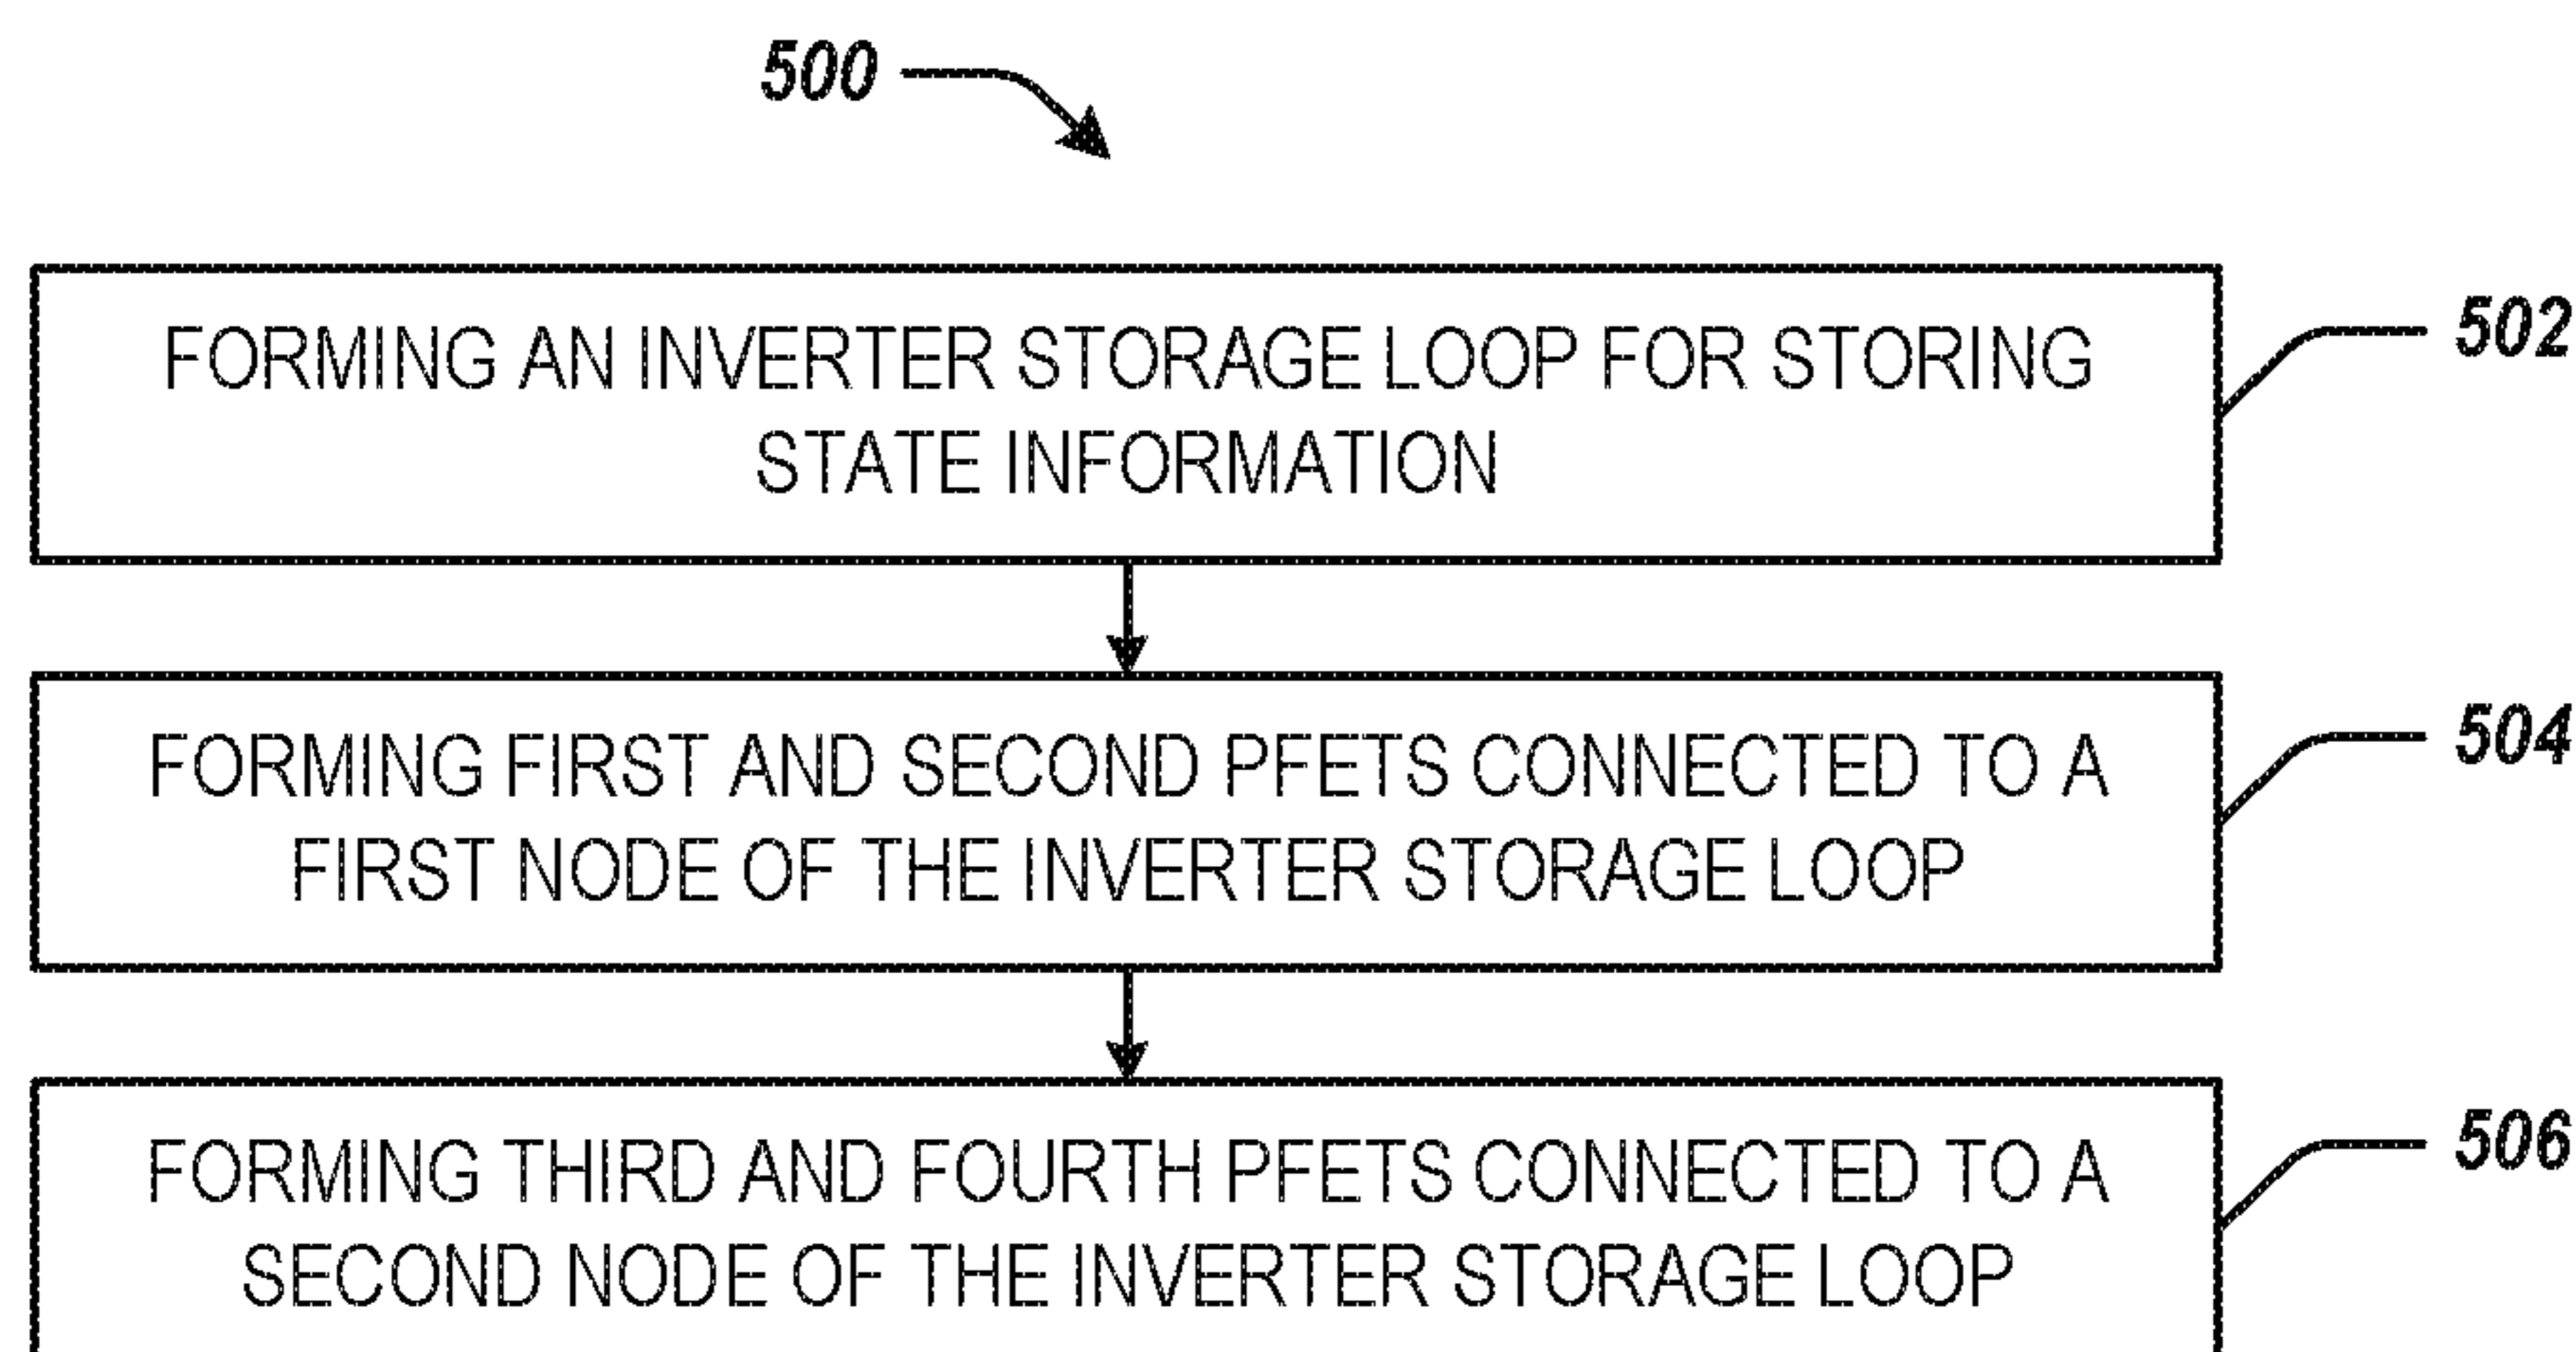 500
FORMING AN INVERTER STORAGE LOOP FOR STORING
STATE INFORMATION
502
FORMING FIRST AND SECOND PFETS CONNECTED TO A
FIRST NODE OF THE INVERTER STORAGE LOOP
504
FORMING THIRD AND FOURTH PFETS CONNECTED TO A
SECOND NODE OF THE INVERTER STORAGE LOOP
506